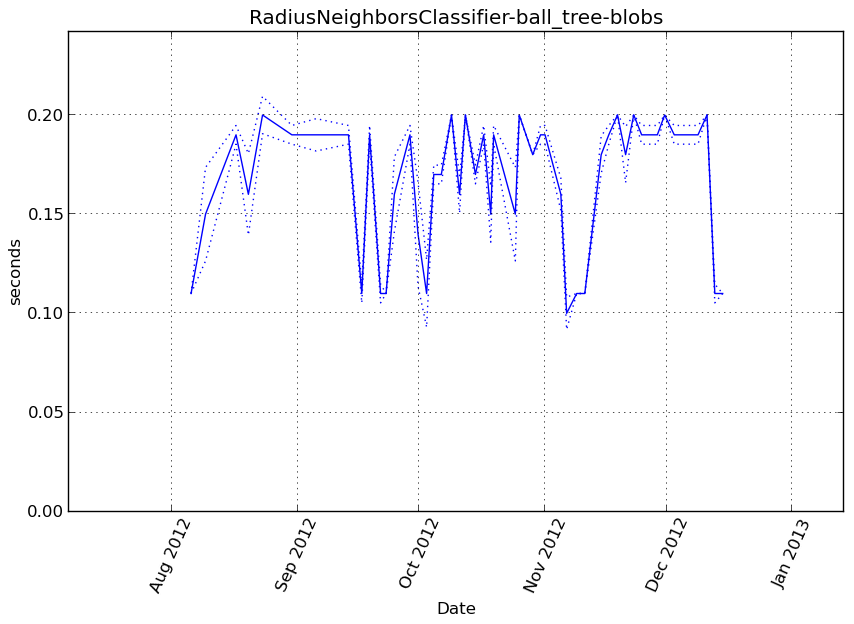 RadiusNeighborsClassifier-ball_tree-blobs
0.20
0.15
0.10
0.05
0.00
seconds
Aug 2012
Sep 2012
Oct 2012
Nov 2012
Dec 2012
Jan 2013
Date